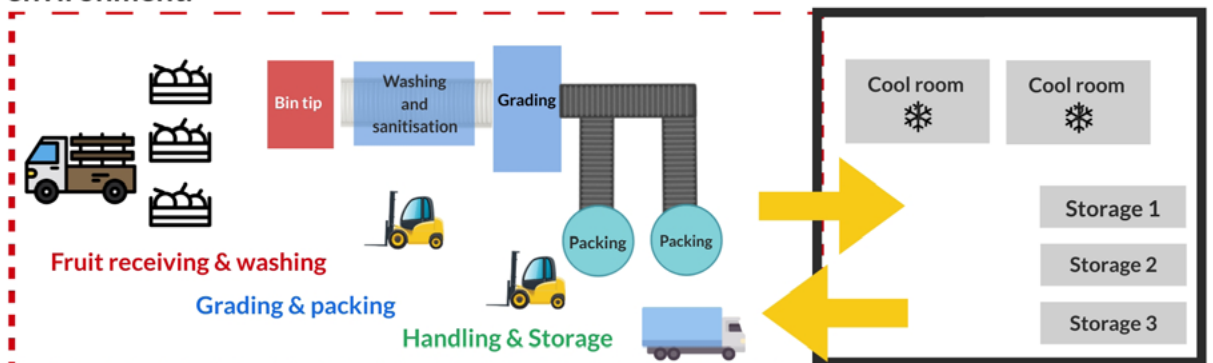 Bin tip
Washing
and
sanitisation
Grading
Packing
Packing
Fruit receiving & washing
Grading & packing
Handling & Storage
Cool room
Cool room
Storage 1
Storage 2
Storage 3